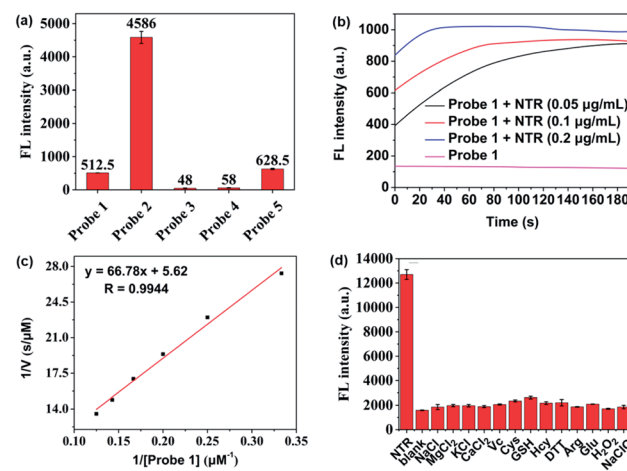 (a)
FL intensity (a.u.)
5000
4000
3000
2000
1000
0
512.5
4586
48
58
628.5
Probe 1
Probe 2
Probe 3
Probe 4
Probe 5
(b)
FL intensity (a.u.)
1000
800
600
400
200
0
Probe 1 + NTR (0.05 μg/mL)
Probe 1 + NTR (0.1 μg/mL)
Probe 1 + NTR (0.2 μg/mL)
Probe 1
0 20 40 60 80 100 120 140 160 180
Time (s)
(c)
y = 66.78x + 5.62
R = 0.9944
1/V (s/μM)
28.0
24.5
21.0
17.5
14.0
0.10 0.15 0.20 0.25 0.30 0.35
1/[Probe 1] (μM⁻¹)
(d)
FL intensity (a.u.)
14000
12000
10000
8000
6000
4000
2000
0
NTR
blank
NaCl
MgCl₂
KCl
CaCl₂
Vc
Cys
GSH
Hcy
DTT
Arg
Glu
H₂O₂